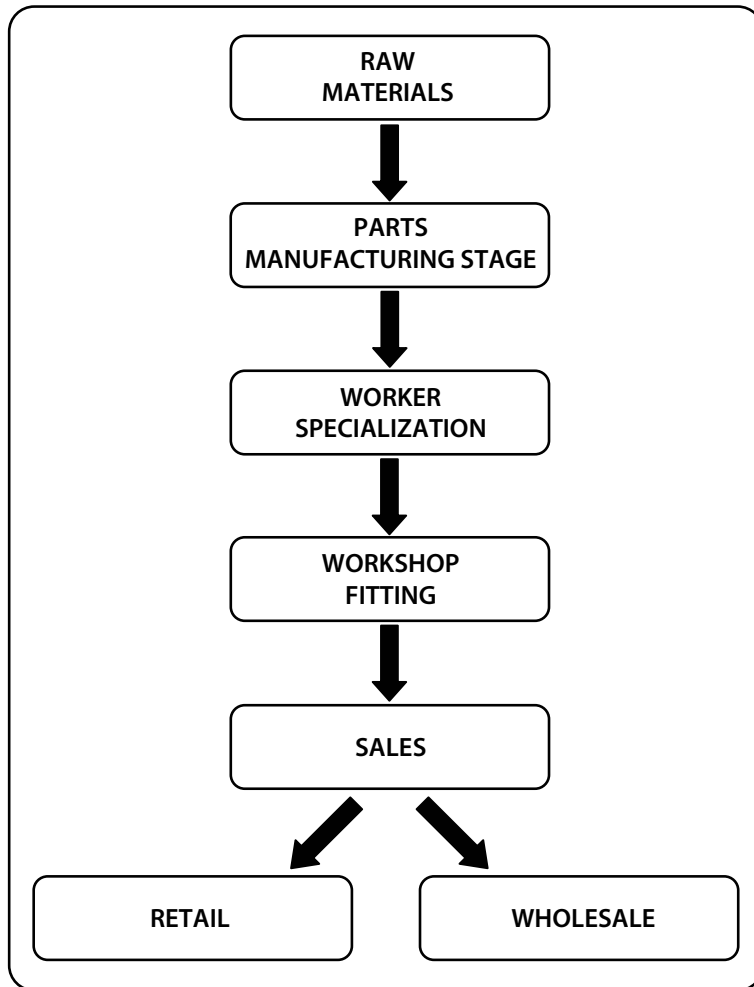 RAW
MATERIALS
PARTS
MANUFACTURING STAGE
WORKER
SPECIALIZATION
WORKSHOP
FITTING
SALES
RETAIL
WHOLESALE